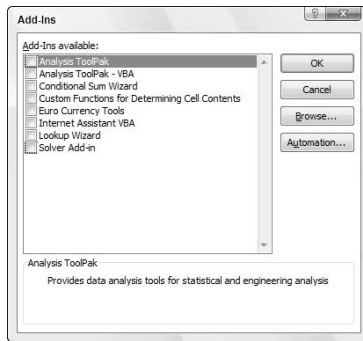 Add-Ins
Add-Ins available:
Analysis ToolPak
Analysis ToolPak - VBA
Conditional Sum Wizard
Custom Functions for Determining Cell Contents
Euro Currency Tools
Internet Assistant VBA
Lookup Wizard
Solver Add-in
OK
Cancel
Browse...
Automation...
Analysis ToolPak
Provides data analysis tools for statistical and engineering analysis